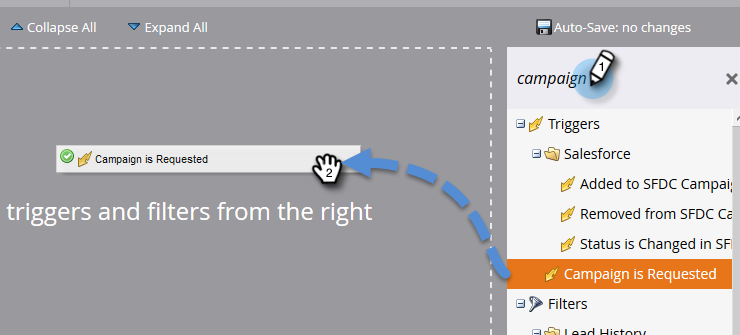 Collapse All Expand All Auto-Save: no changes
campaign 1
Triggers
Salesforce
Added to SFDC Campai
Campaign is Requested
2
Removed from SFDC Ca
triggers and filters from the right
Status is Changed in SF
Campaign is Requested
Filters
Lead History